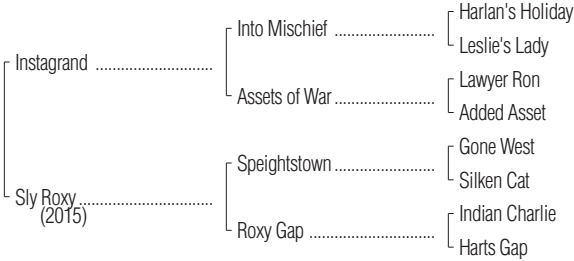 Harlan's Holiday
Into Mischief
Leslie's Lady
Instagrand
Lawyer Ron
Assets of War
Added Asset
Gone West
Speightstown
Silken Cat
Sly Roxy
(2015)
Indian Charlie
Roxy Gap
Harts Gap